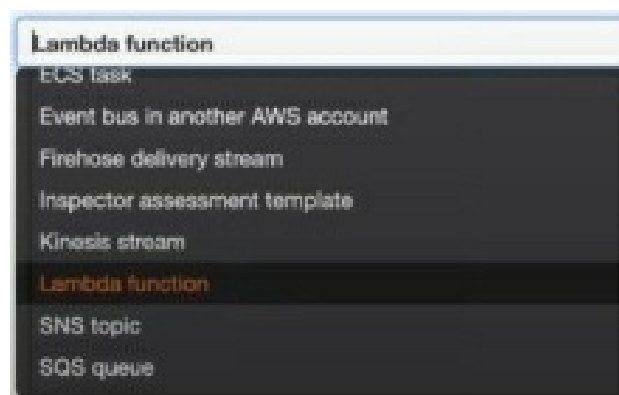 Lambda function
ECS task
Event bus in another AWS account
Firehose delivery stream
Inspector assessment template
Kinesis stream
Lambda function
SNS topic
SQS queue